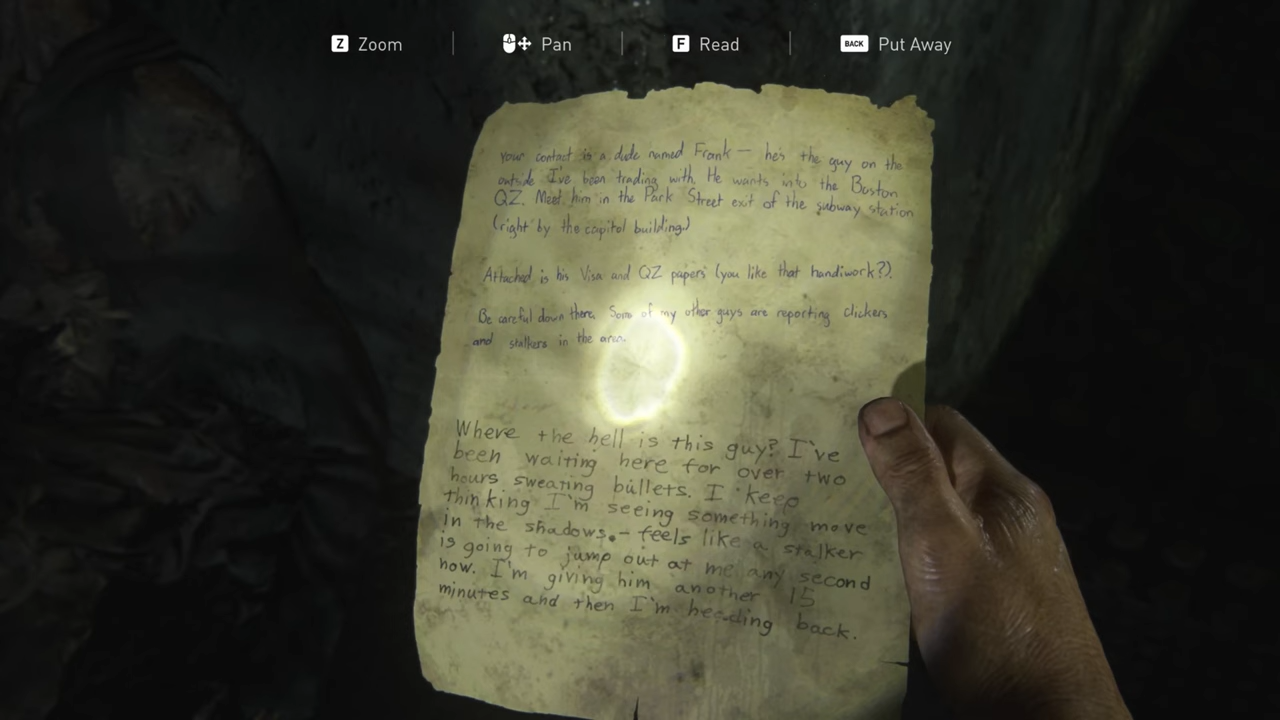 Z Zoom
Pan
F Read
BACK Put Away
Your contact is a dude named Frank — he's the guy on the
outside I've been trading with. He wants into the Boston
QZ. Meet him in the Park Street exit of the subway station
(right by the capitol building.)
Attached is his Visa and QZ papers (you like that handiwork?).
Be careful down there. Some of my other guys are reporting clickers
and stalkers in the area.
Where the hell is this guy? I've
been waiting here for over two
hours sweating bullets. I keep
thinking I'm seeing something move
in the shadows.- feels like a stalker
is going to jump out at me any second
now. I'm giving him another 15
minutes and then I'm heading back.